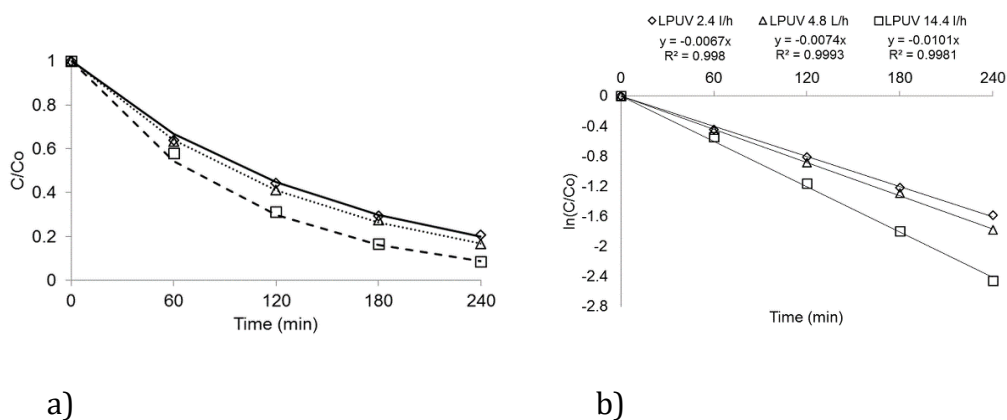 LPUV 2.4 l/h LPUV 4.8 L/h LPUV 14.4 l/h
y = -0.0067x y = -0.0074x y = -0.0101x
R² = 0.998 R² = 0.9993 R² = 0.9981
1
0.8
0.6
0.4
0.2
0
C/Co
0 60 120 180 240
Time (min)
0 60 120 180 240
0
-0.4
-0.8
-1.2
-1.6
-2
-2.4
-2.8
ln(C/Co)
Time (min)
a)
b)